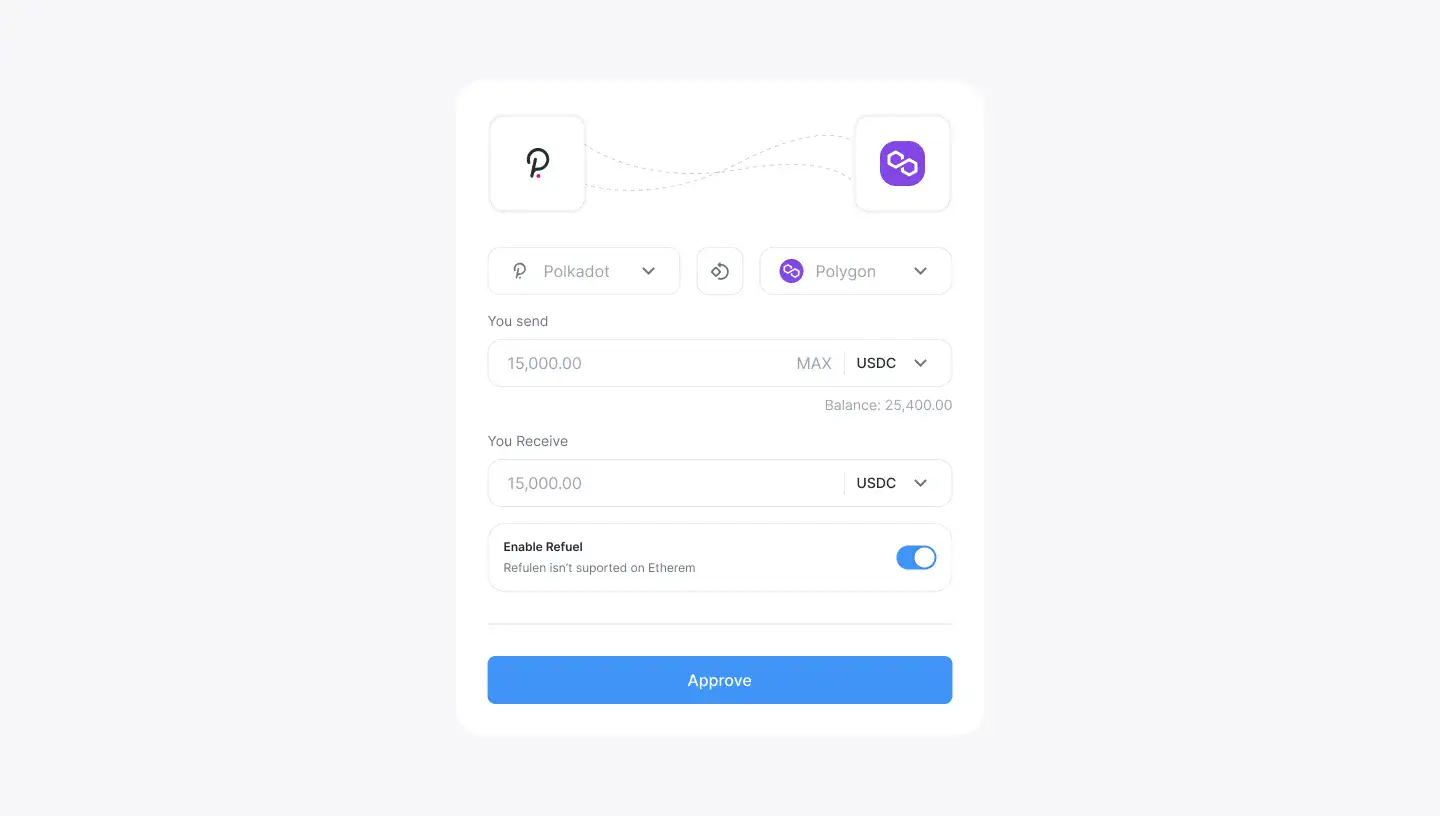 Polkadot
Polygon
You send
15,000.00 MAX USDC
Balance: 25,400.00
You Receive
15,000.00 USDC
Enable Refuel
Refulen isn't suported on Etherem
Approve